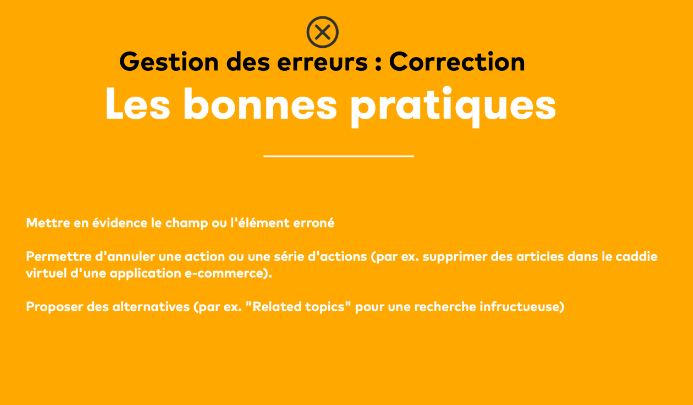 Gestion des erreurs : Correction
Les bonnes pratiques
Mettre en évidence le champ ou l'élément erroné
Permettre d'annuler une action ou une série d'actions (par ex. supprimer des articles dans le caddie
virtuel d'une application e-commerce).
Proposer des alternatives (par ex. "Related topics" pour une recherche infructueuse)